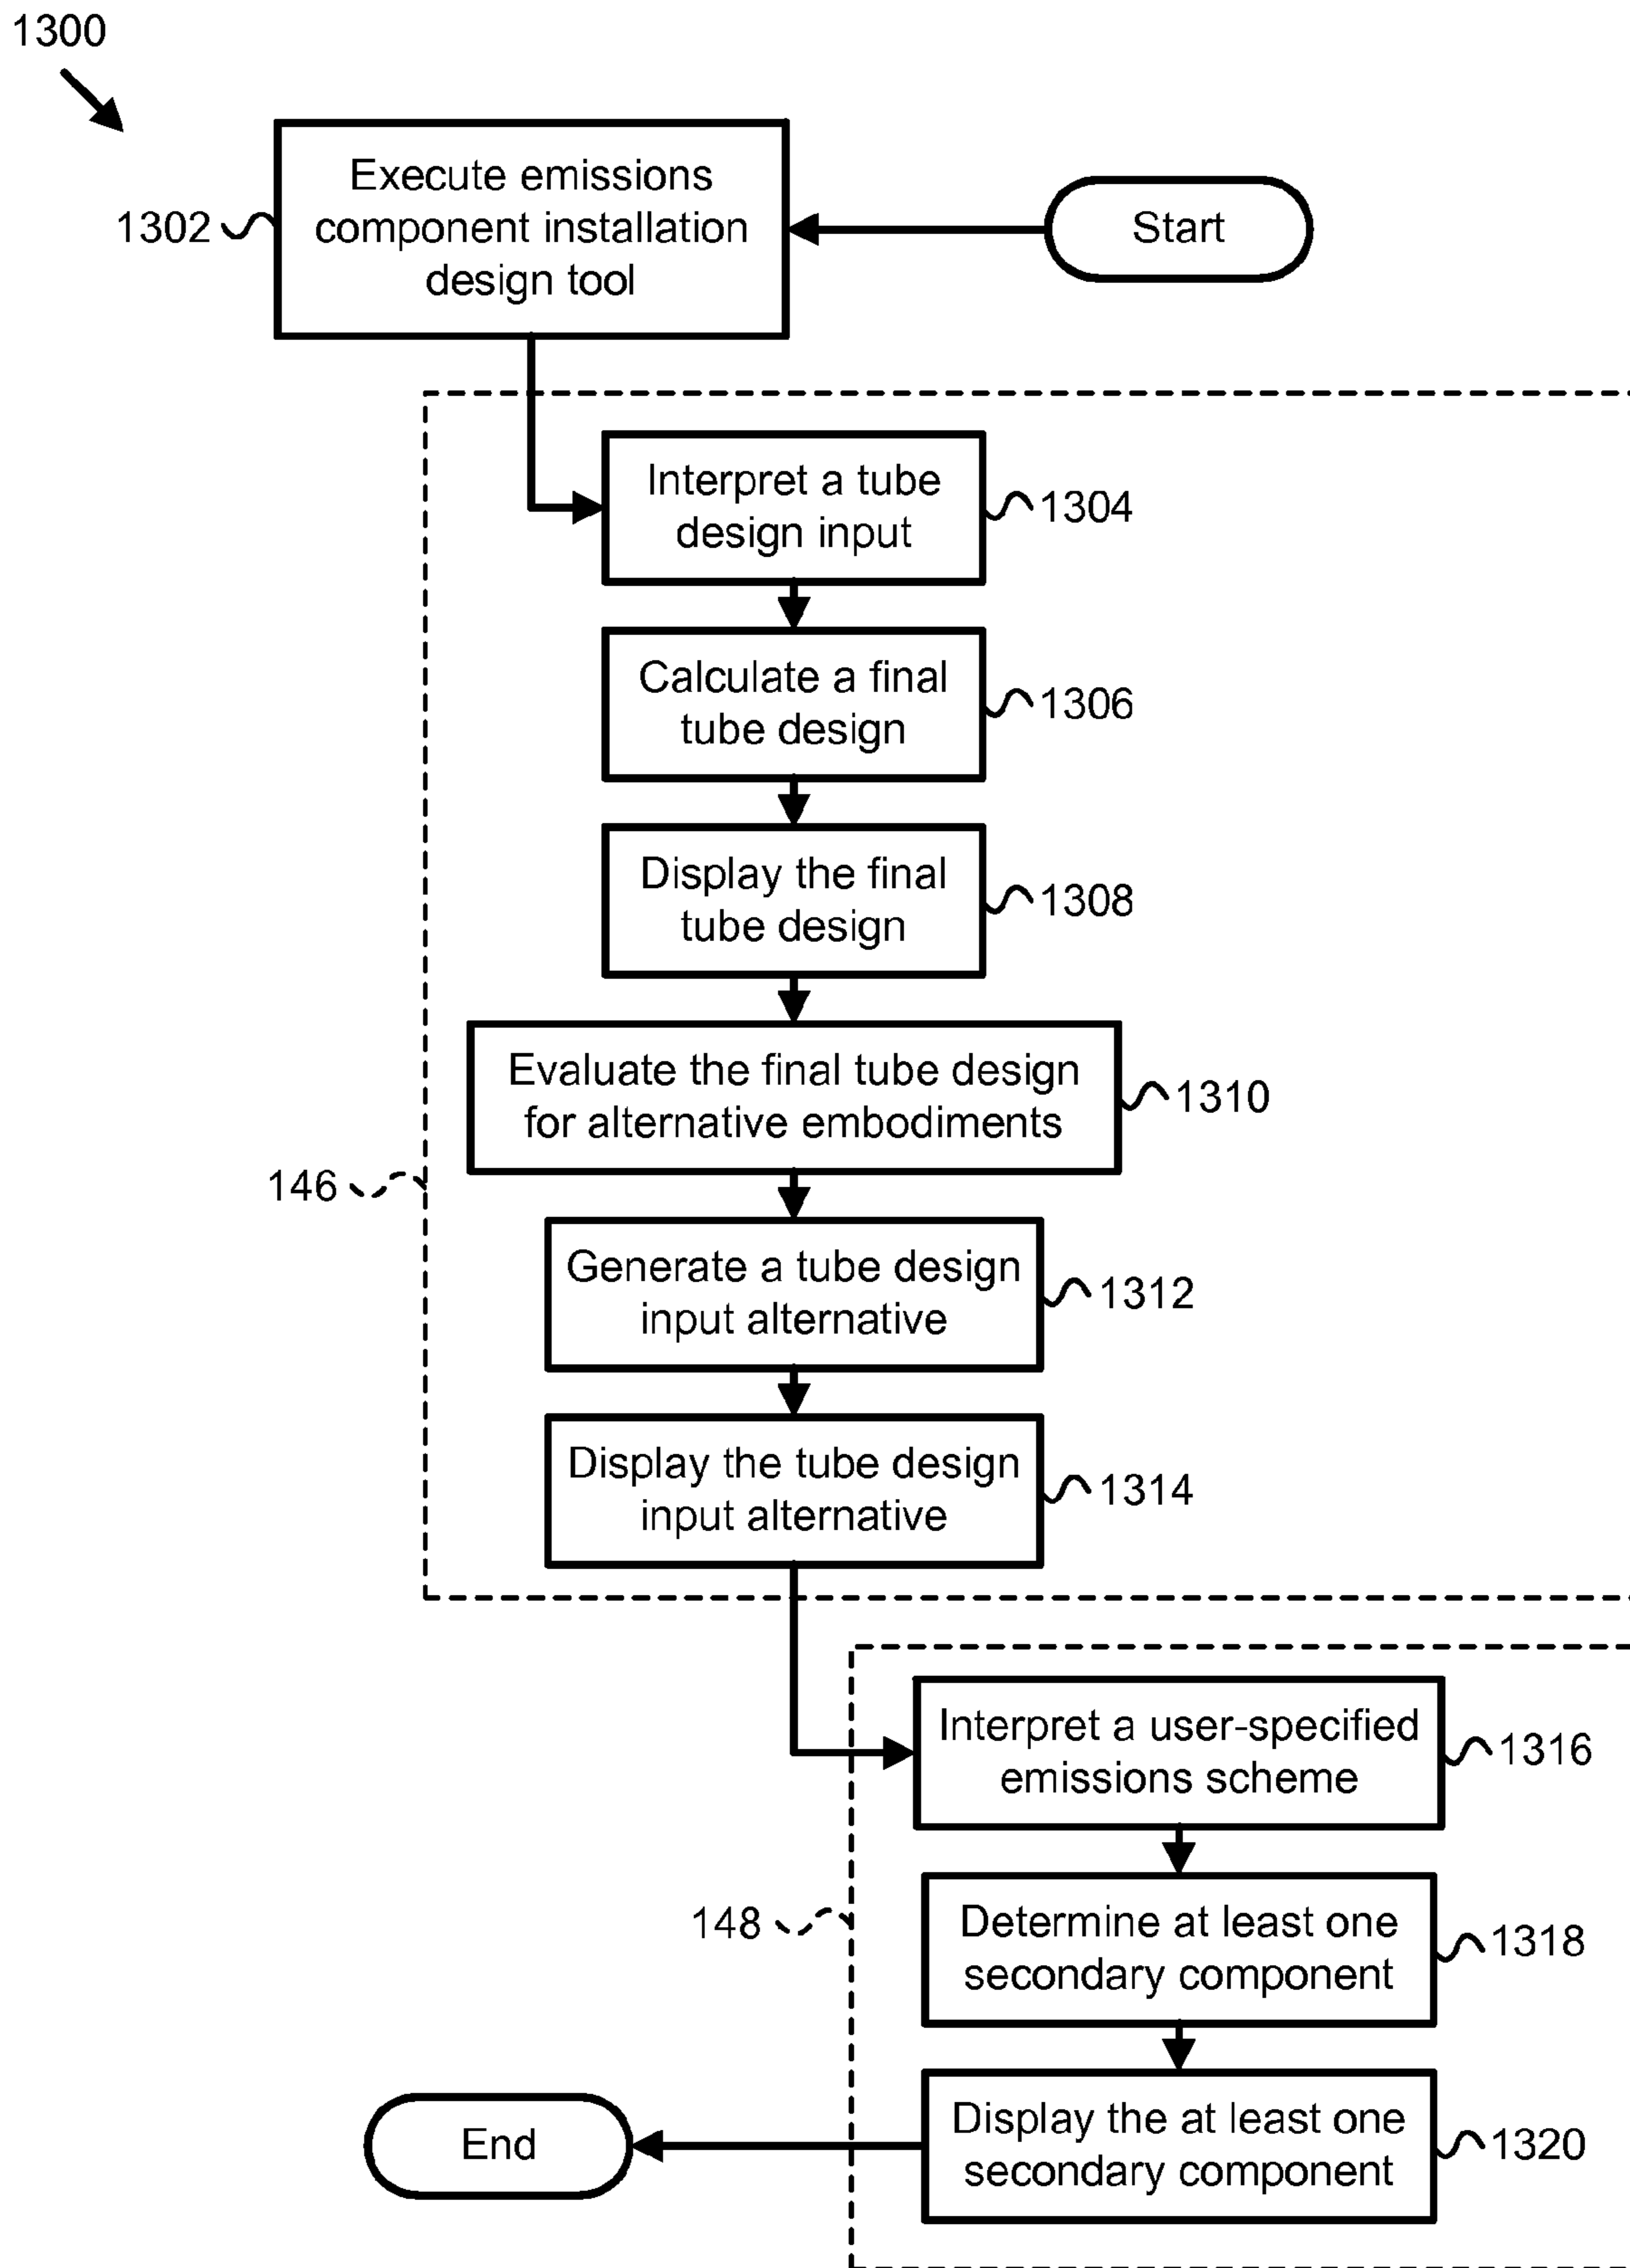 1300
Execute emissions
component installation
design tool
1302
Start
Interpret a tube
design input
1304
Calculate a final
tube design
1306
Display the final
tube design
1308
Evaluate the final tube design
for alternative embodiments
1310
146
Generate a tube design
input alternative
1312
Display the tube design
input alternative
1314
Interpret a user-specified
emissions scheme
1316
Determine at least one
secondary component
1318
148
Display the at least one
secondary component
1320
End